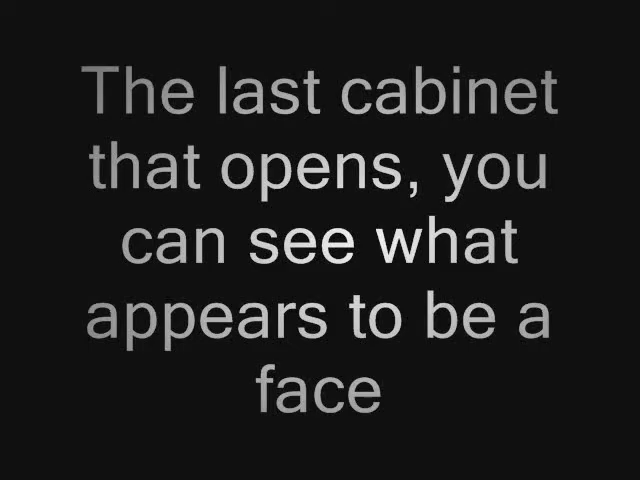 The last cabinet
that opens, you
can see what
appears to be a
face